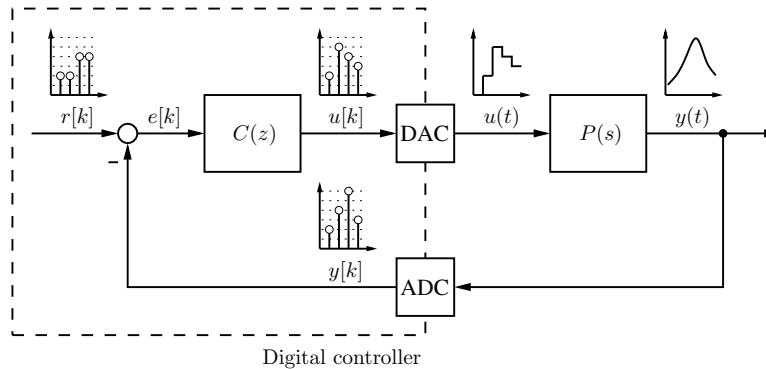 r[k]
e[k]
C(z)
u[k]
DAC
u(t)
P(s)
y(t)
y[k]
ADC
Digital controller